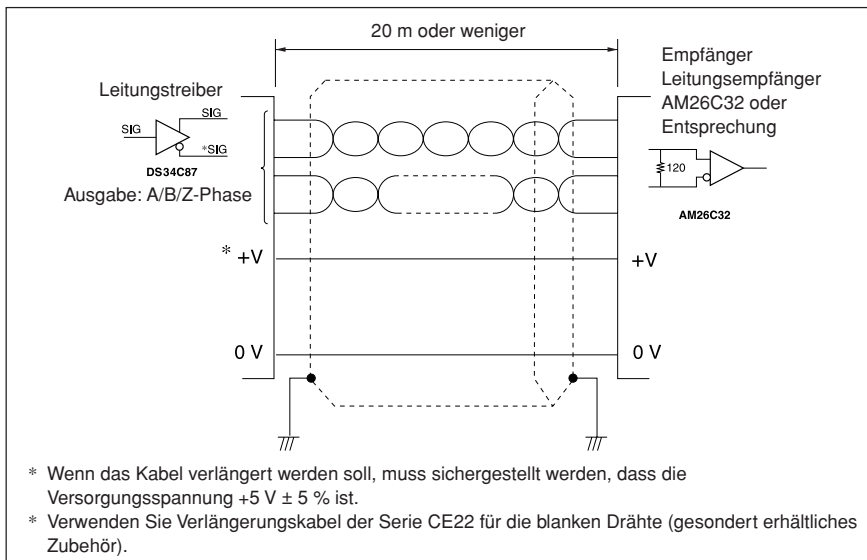 20 m oder weniger
Leitungstreiber
SIG
SIG
*SIG
DS34C87
Ausgabe: A/B/Z-Phase
Empfänger
Leitungsempfänger
AM26C32 oder
Entsprechung
120
AM26C32
* +V
+V
0 V
0 V
* Wenn das Kabel verlängert werden soll, muss sichergestellt werden, dass die
Versorgungsspannung +5 V ± 5 % ist.
* Verwenden Sie Verlängerungskabel der Serie CE22 für die blanken Drähte (gesondert erhältliches
Zubehör).